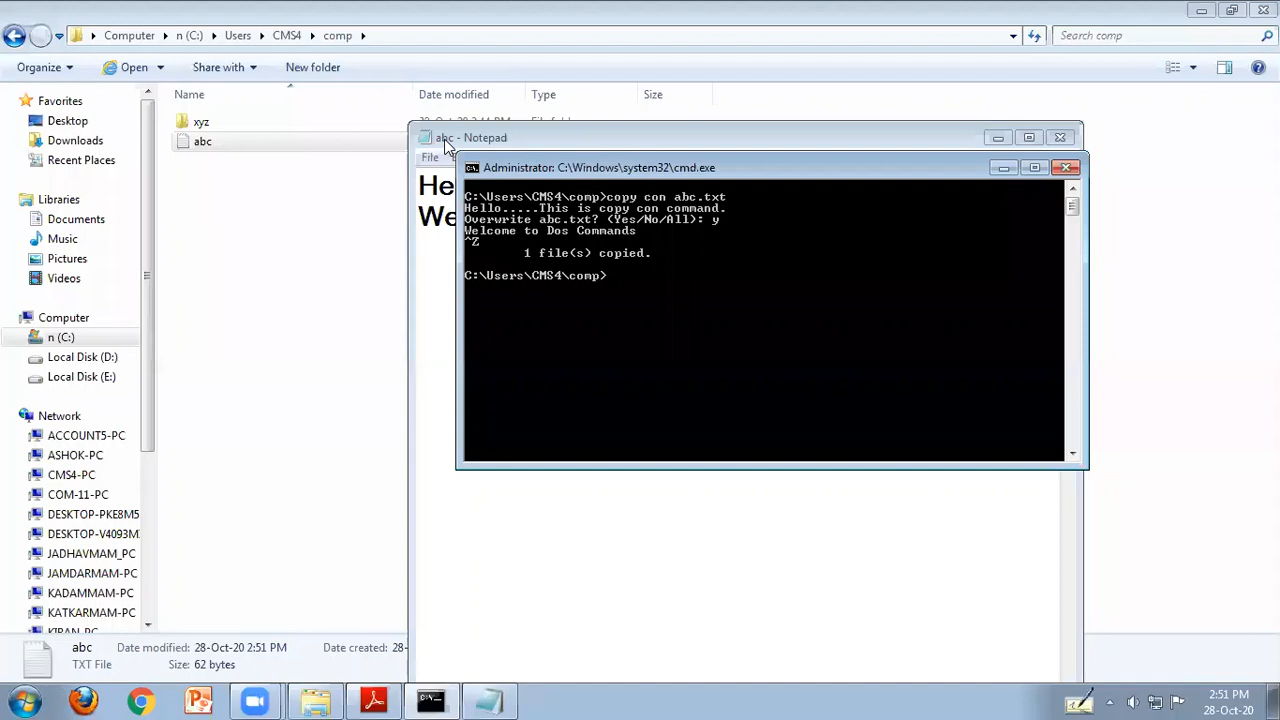 Computer n (C:) Users CMS4 comp
Search comp
Organize Open Share with New folder
Name Date modified Type Size
Favorites
Desktop
Downloads
Recent Places
Libraries
Documents
Music
Pictures
Videos
Computer
n (C:)
Local Disk (D:)
Local Disk (E:)
Network
ACCOUNT5-PC
ASHOK-PC
CMS4-PC
COM-11-PC
DESKTOP-PKE8M5
DESKTOP-V4093M
JADHAVMAM_PC
JAMDARMAM-PC
KADAMMAM-PC
KATKARMAM-PC
KIRAN-PC
xyz
abc
abc - Notepad
File
He
We
Administrator: C:\Windows\system32\cmd.exe
C:\Users\CMS4\comp>copy con abc.txt
Hello.....This is copy con command.
Overwrite abc.txt? (Yes/No/All): y
Welcome to Dos Commands
^Z
1 file(s) copied.
C:\Users\CMS4\comp>
abc Date modified: 28-Oct-20 2:51 PM Date created: 28-
TXT File Size: 62 bytes
2:51 PM
28-Oct-20